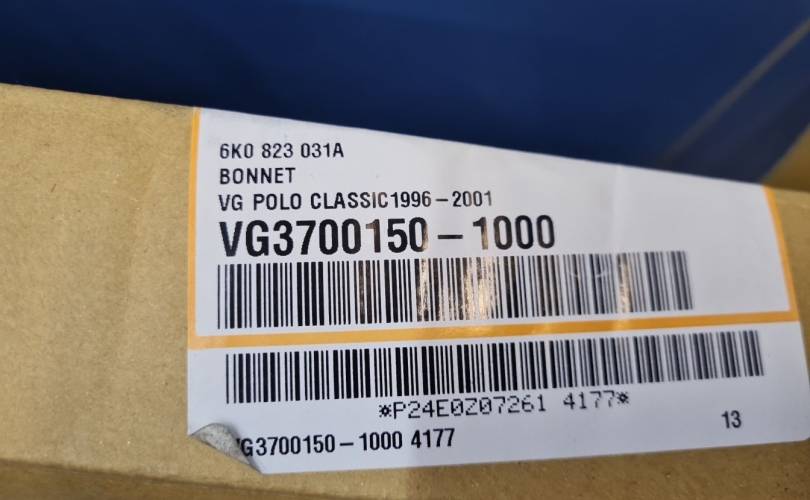 6K0 823 031A
BONNET
VG POLO CLASSIC1996-2001
VG3700150-1000
*P24E0Z07261 4177*
VG3700150-1000 4177
13